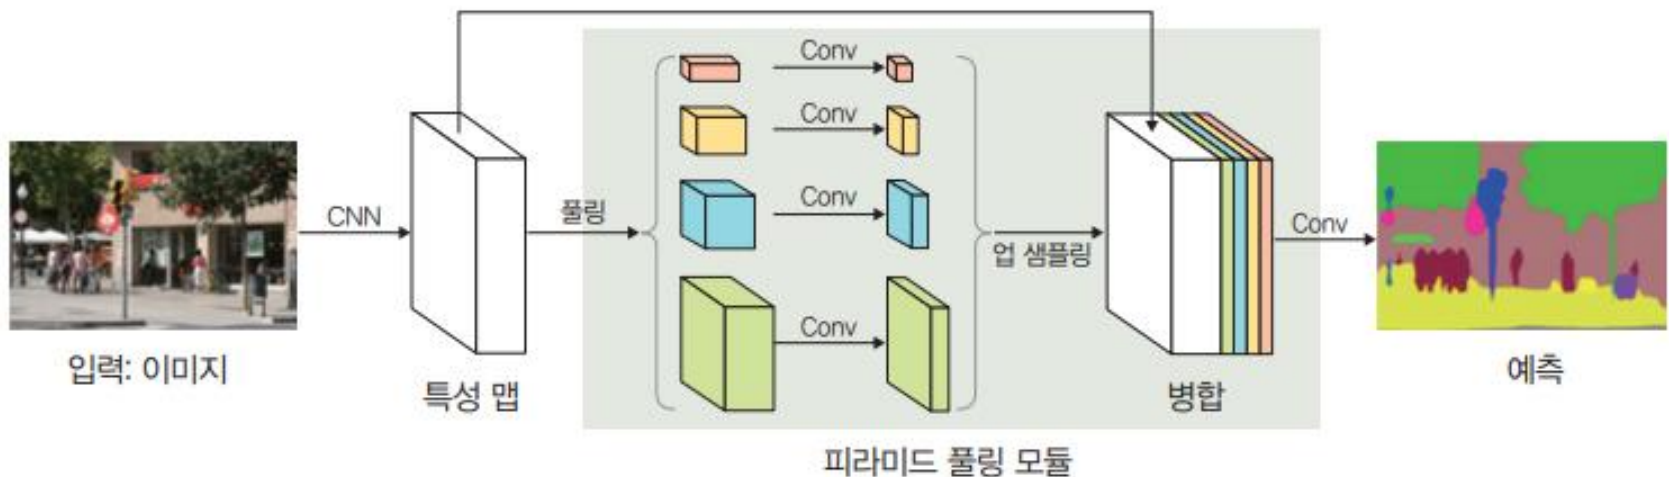 입력: 이미지
CNN
특성 맵
풀링
Conv
Conv
Conv
Conv
업 샘플링
병합
Conv
예측
피라미드 풀링 모듈